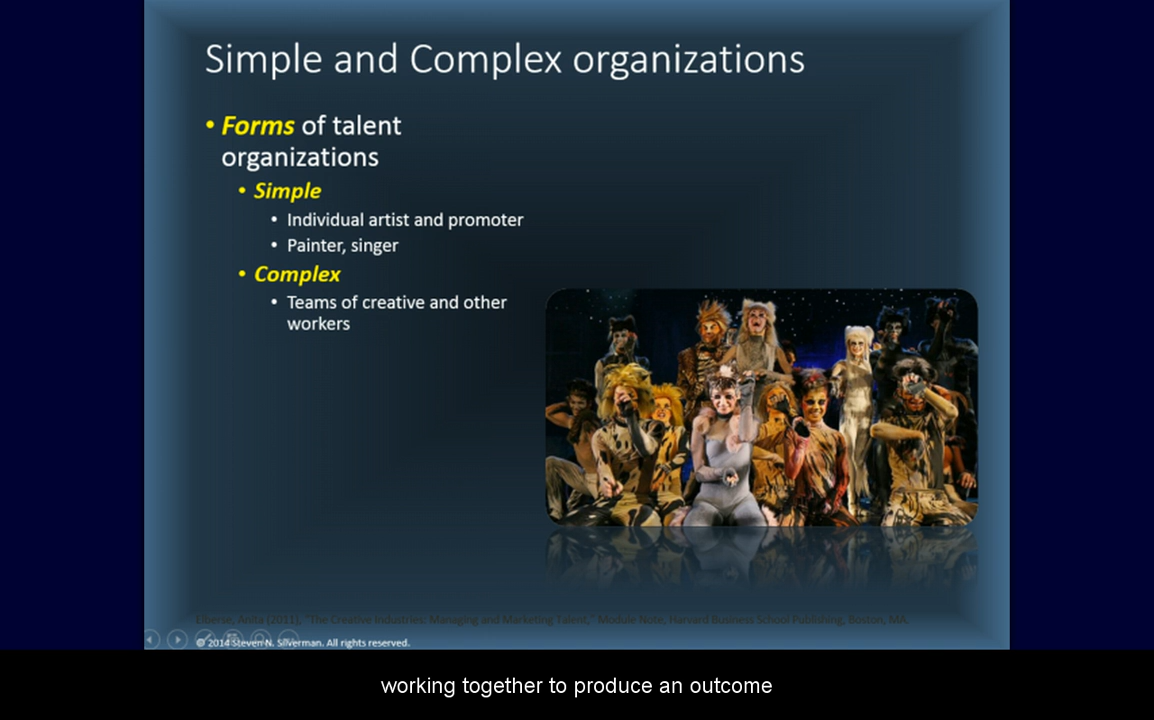 Simple and Complex organizations
• Forms of talent
organizations
• Simple
• Individual artist and promoter
• Painter, singer
• Complex
• Teams of creative and other
workers
Elberse, Anita (2011), "The Creative Industries: Managing and Marketing Talent," Module Note, Harvard Business School Publishing, Boston, MA.
© 2014 Steven N. Silverman. All rights reserved.
working together to produce an outcome